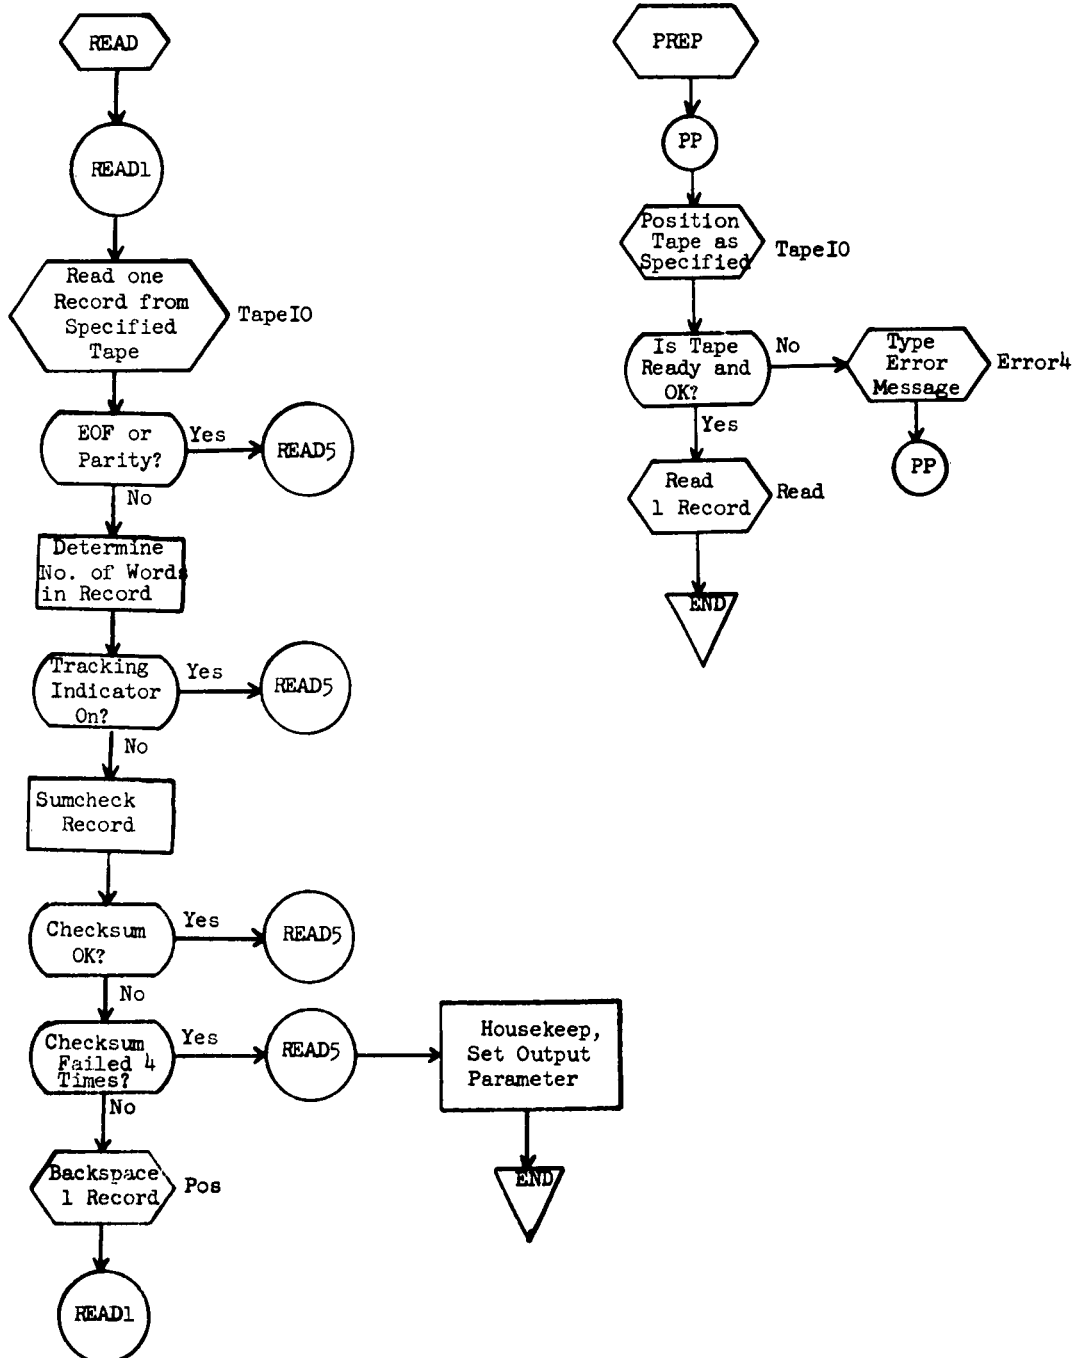 READ
READ1
Read one
Record from
Specified
Tape
TapeIO
EOF or
Parity?
Yes
READ5
No
Determine
No. of Words
in Record
Tracking
Indicator
On?
Yes
READ5
No
Sumcheck
Record
Checksum
OK?
Yes
READ5
No
Checksum
Failed 4
Times?
Yes
READ5
Housekeep,
Set Output
Parameter
END
No
Backspace
1 Record
Pos
READ1
PREP
PP
Position
Tape as
Specified
TapeIO
Is Tape
Ready and
OK?
No
Type
Error
Message
Error4
PP
Yes
Read
1 Record
Read
END